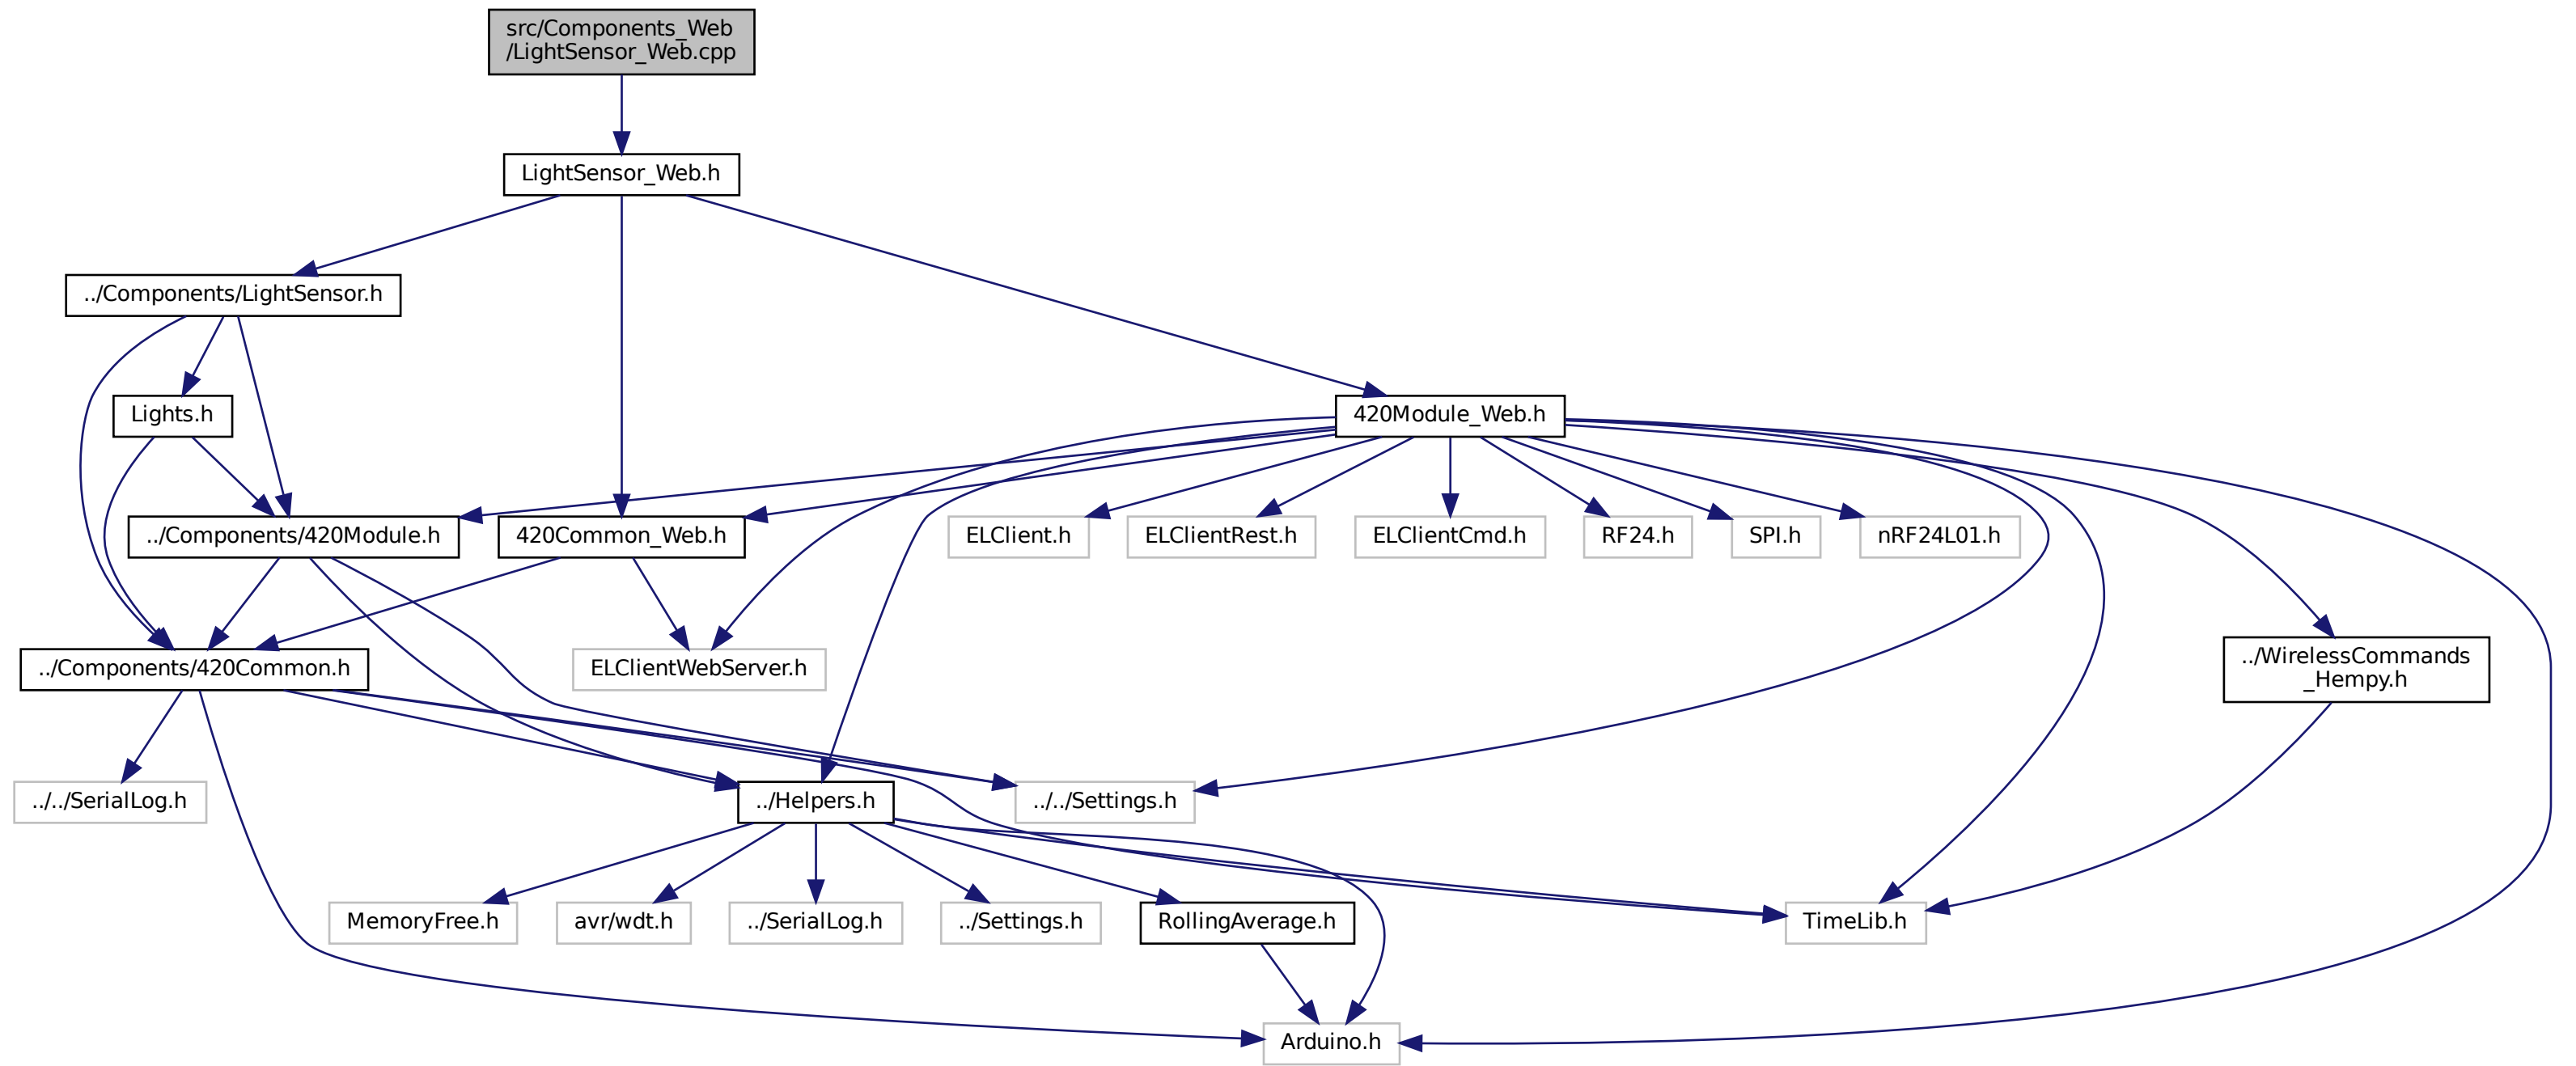 src/Components_Web
/LightSensor_Web.cpp
LightSensor_Web.h
../Components/LightSensor.h
Lights.h
420Module_Web.h
../Components/420Module.h
420Common_Web.h
ELClient.h
ELClientRest.h
ELClientCmd.h
RF24.h
SPI.h
nRF24L01.h
../Components/420Common.h
ELClientWebServer.h
../WirelessCommands
_Hempy.h
../../SerialLog.h
../Helpers.h
../../Settings.h
MemoryFree.h
avr/wdt.h
../SerialLog.h
../Settings.h
RollingAverage.h
TimeLib.h
Arduino.h